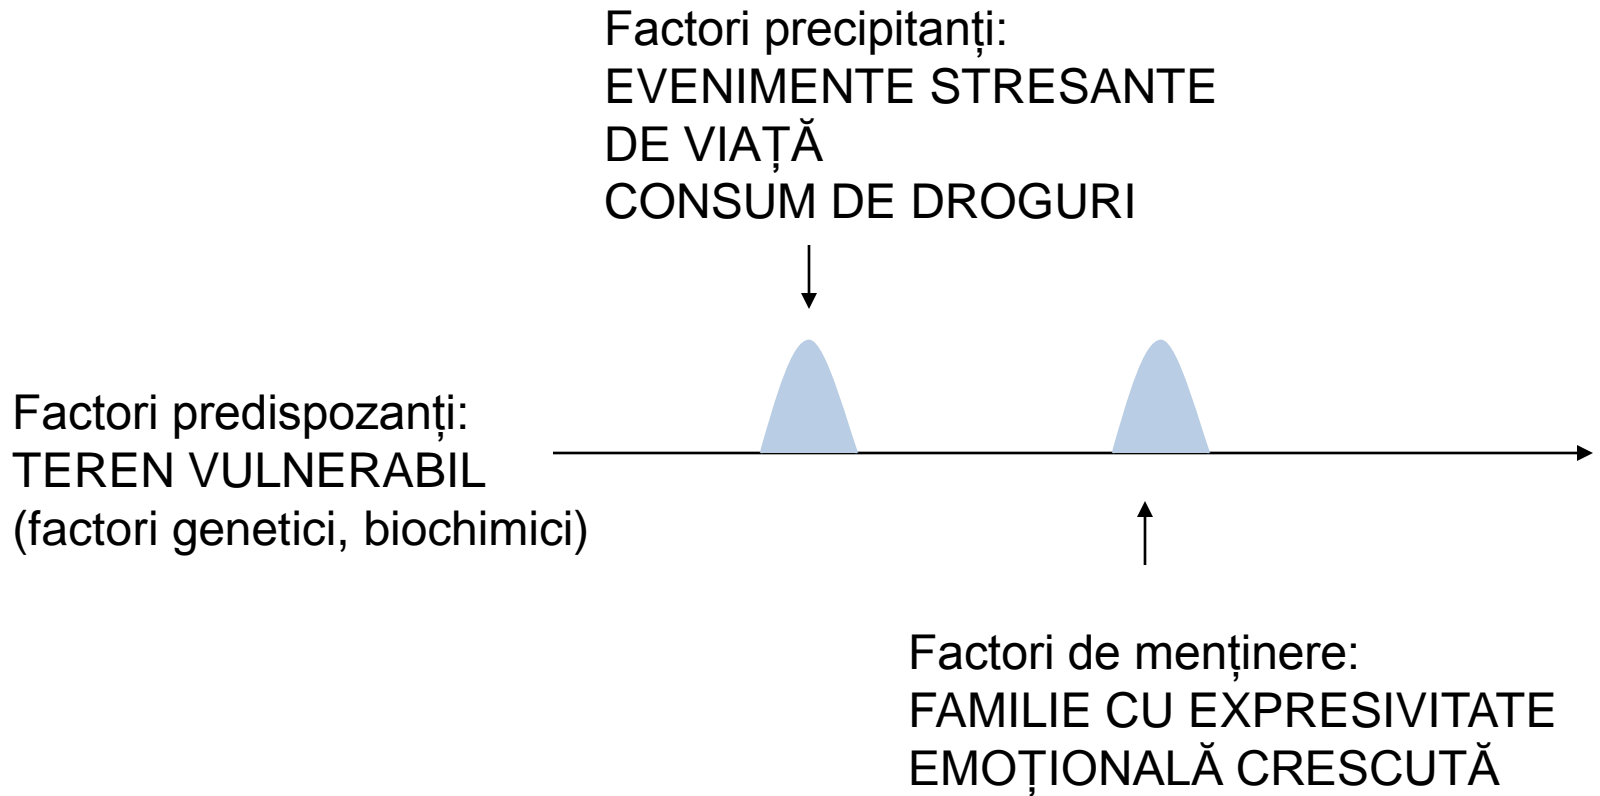 Factori precipitanți:
EVENIMENTE STRESANTE
DE VIAȚĂ
CONSUM DE DROGURI
Factori predispozanți:
TEREN VULNERABIL
(factori genetici, biochimici)
Factori de menținere:
FAMILIE CU EXPRESIVITATE
EMOȚIONALĂ CRESCUTĂ